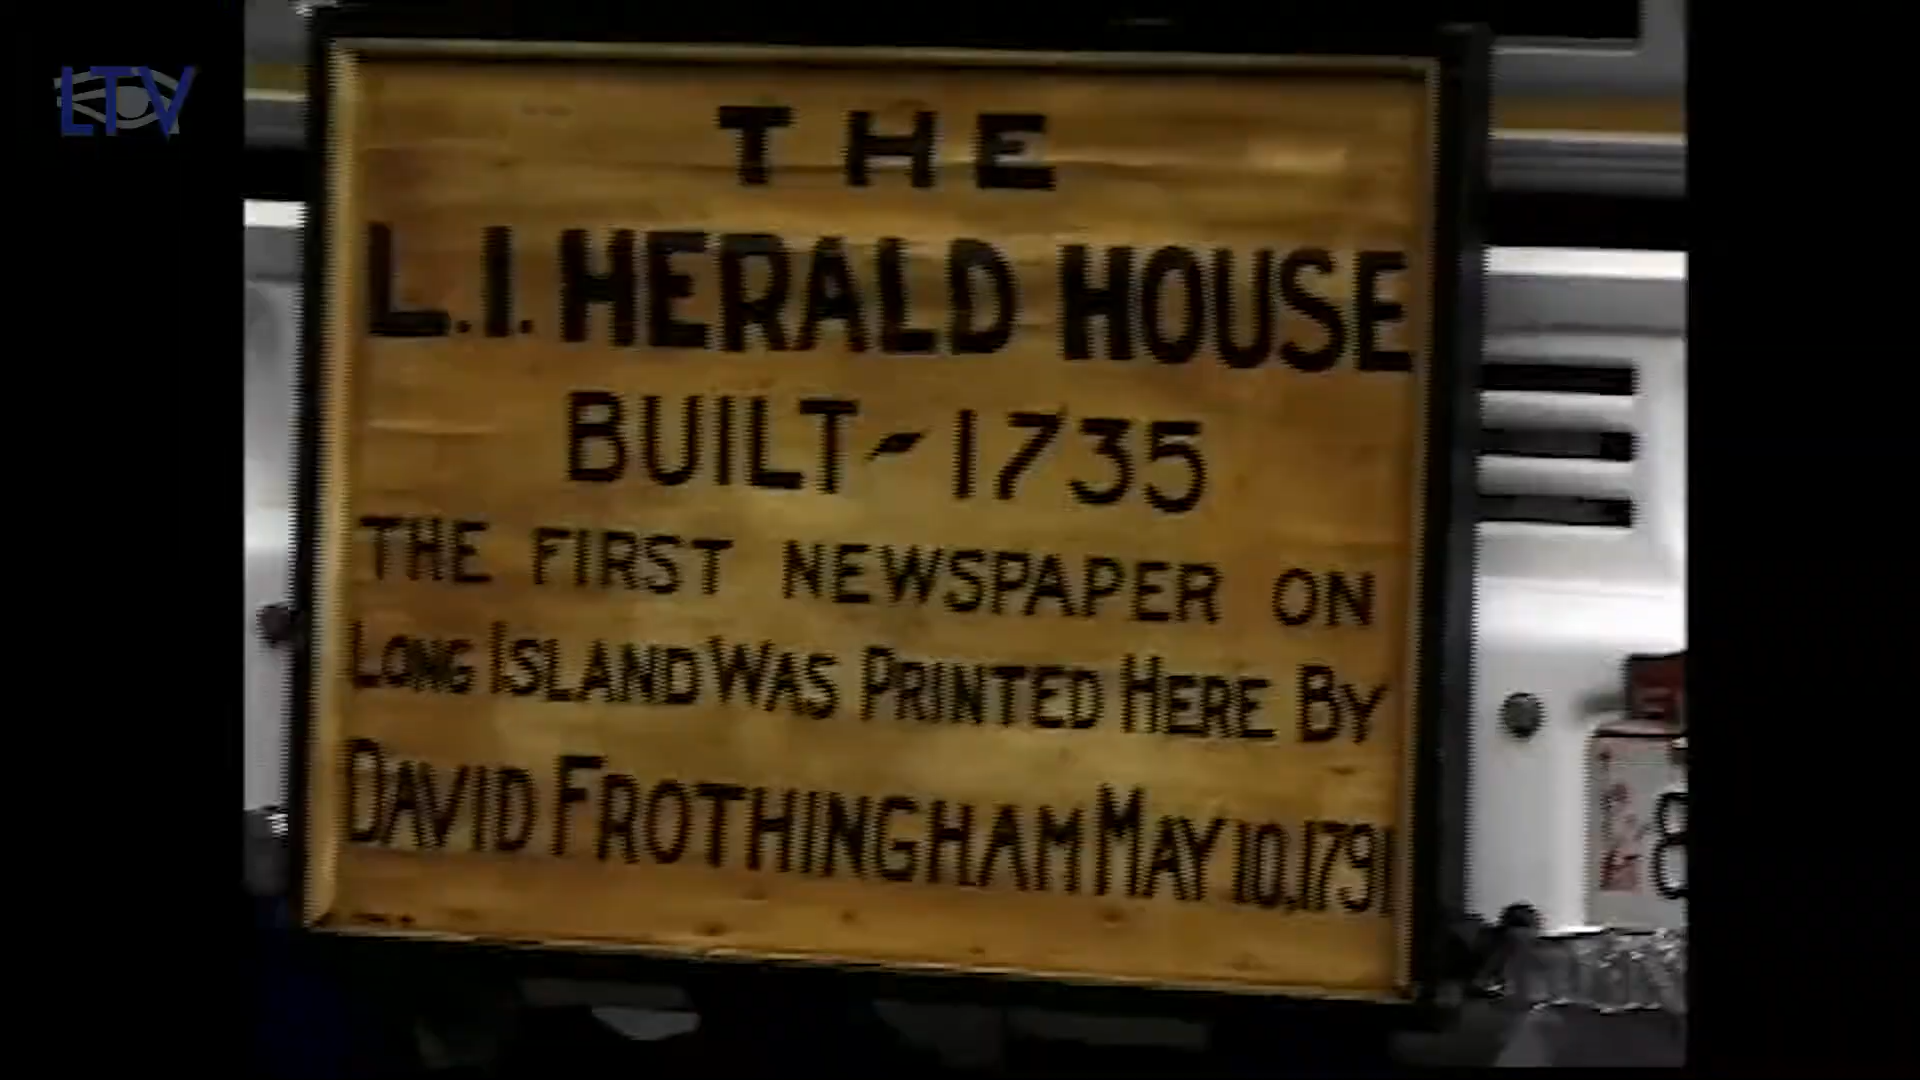 LTV
THE
L.I. HERALD HOUSE
BUILT - 1735
THE FIRST NEWSPAPER ON
LONG ISLAND WAS PRINTED HERE BY
DAVID FROTHINGHAM MAY 10, 1791
8